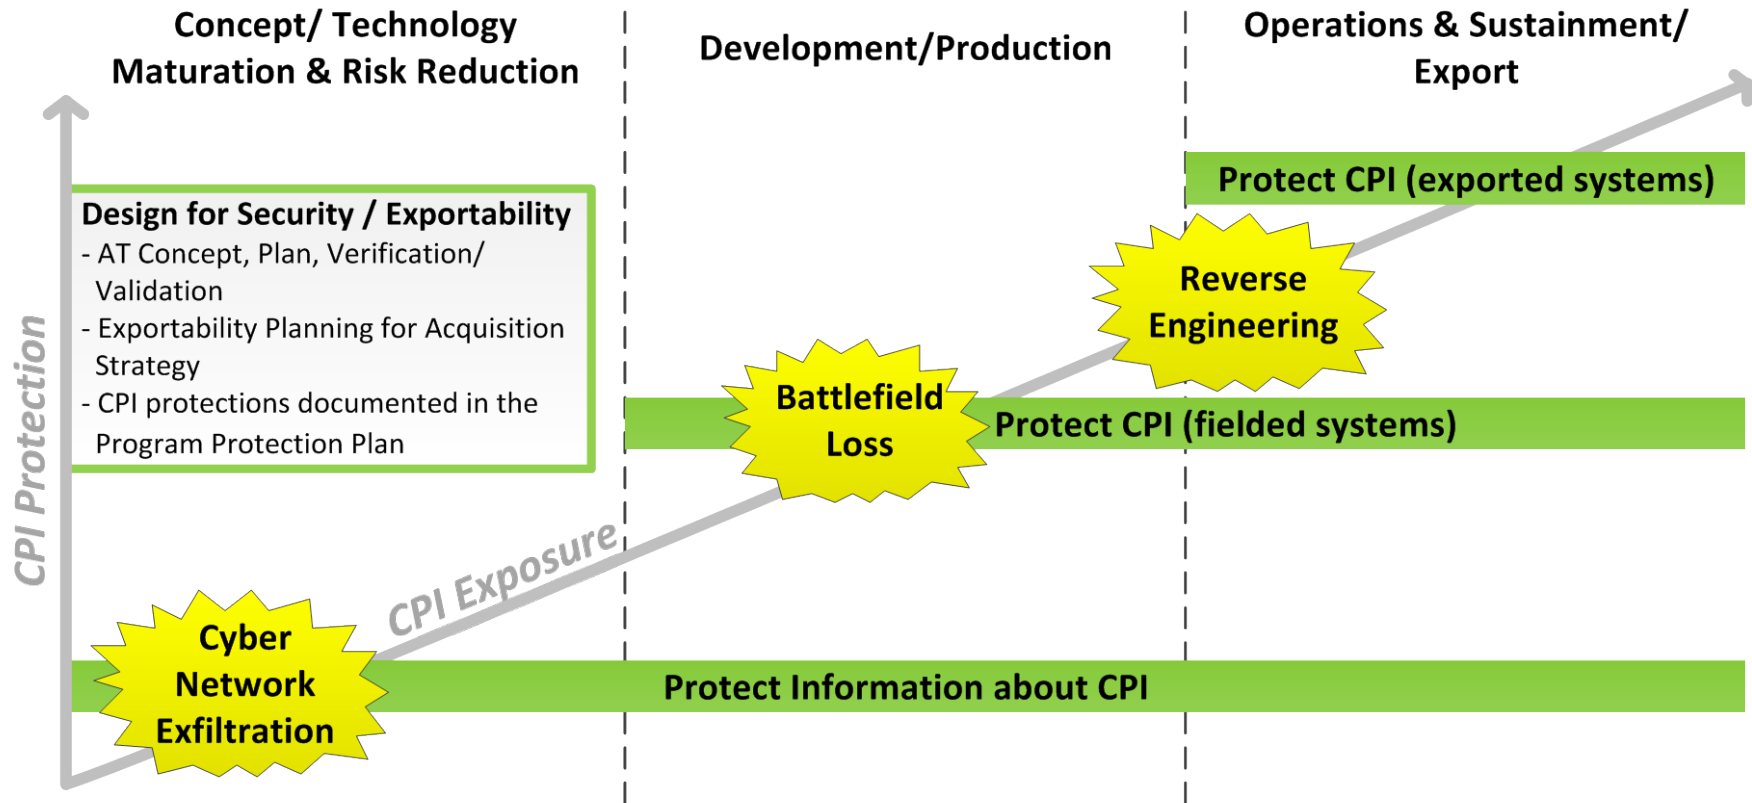 Concept/ Technology
Maturation & Risk Reduction
Development/Production
Operations & Sustainment/
Export
Protect CPI (exported systems)
Design for Security / Exportability
- AT Concept, Plan, Verification/
Validation
- Exportability Planning for Acquisition
Strategy
- CPI protections documented in the
Program Protection Plan
Reverse
Engineering
Battlefield
Loss
Protect CPI (fielded systems)
CPI Protection
CPI Exposure
Cyber
Network
Exfiltration
Protect Information about CPI